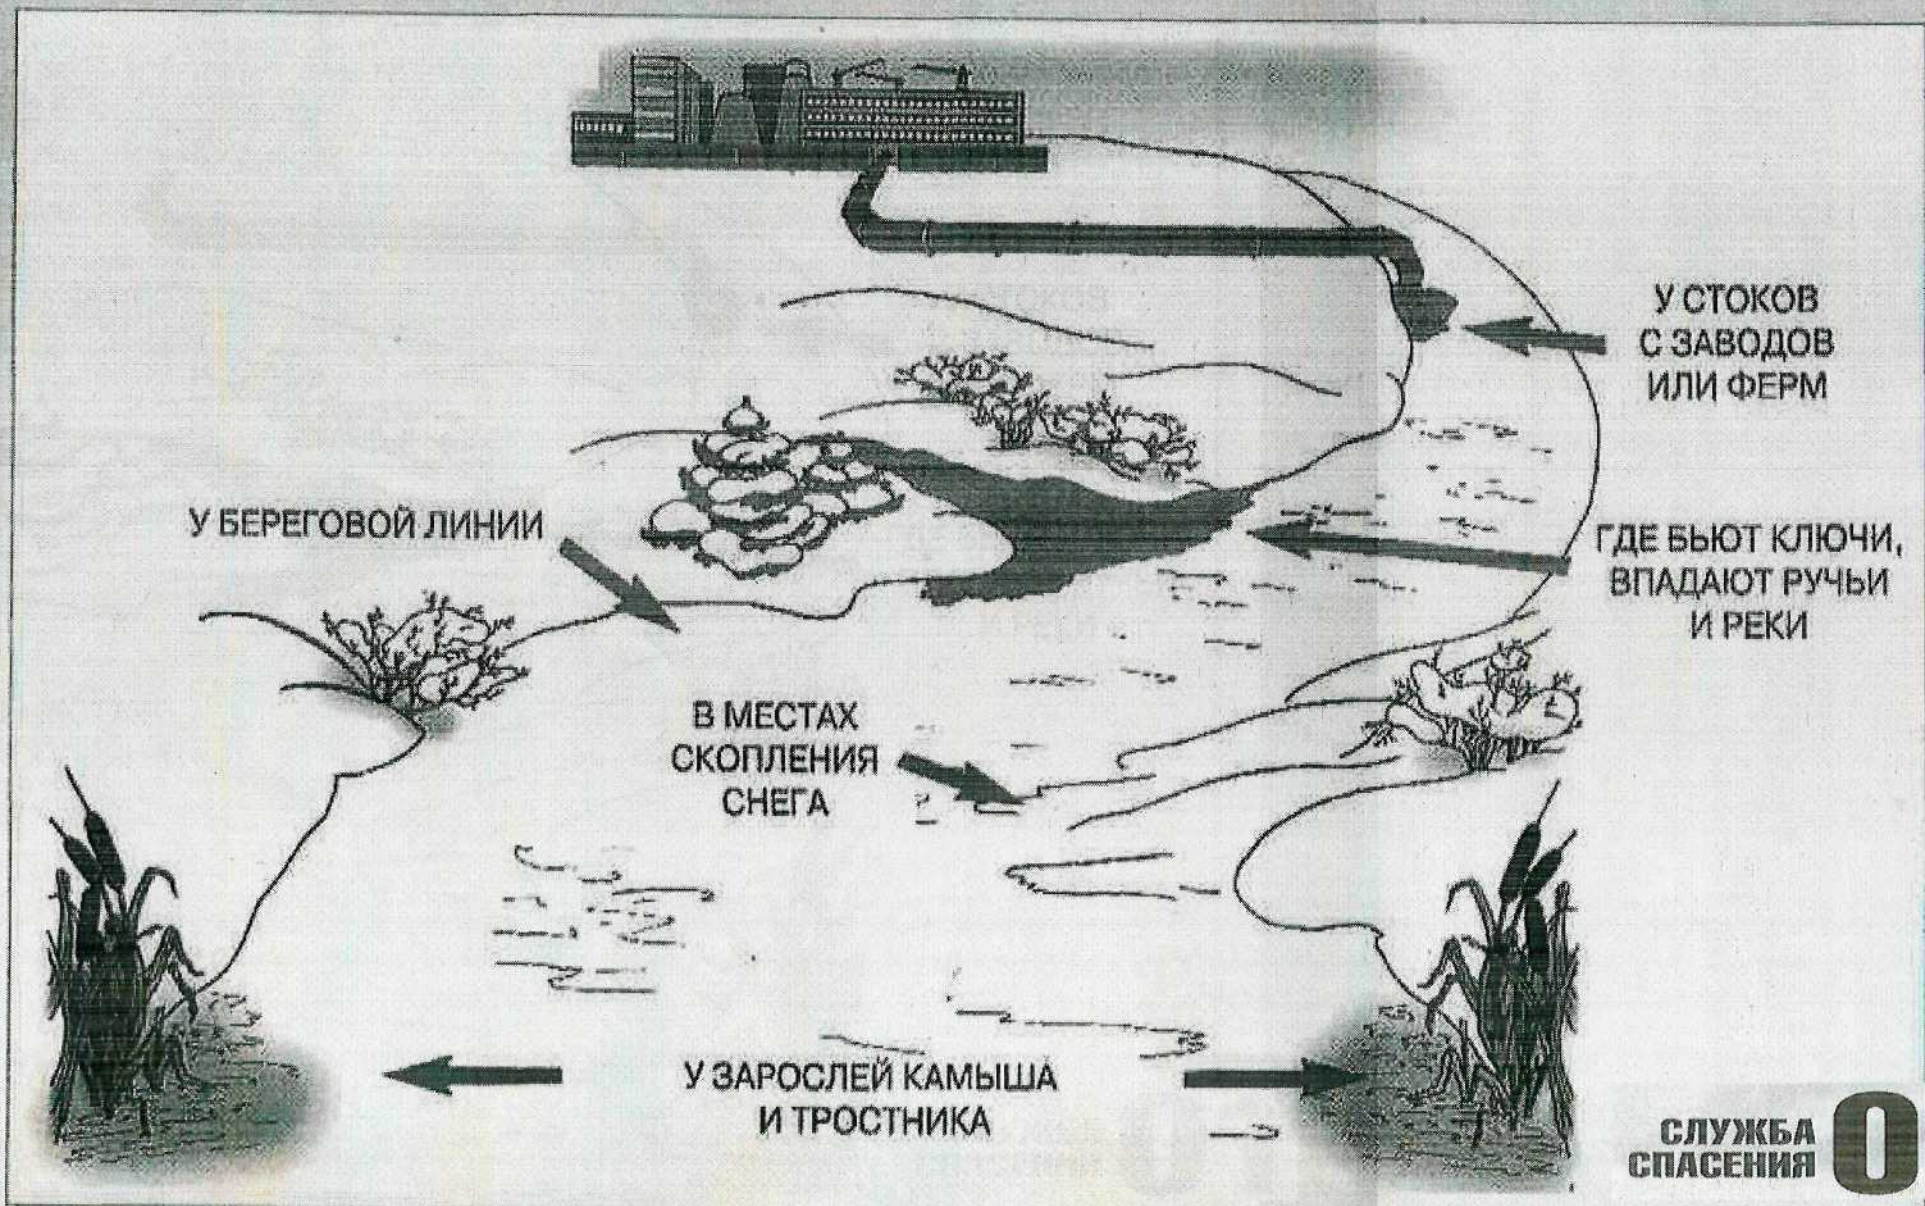 У СТОКОВ
С ЗАВОДОВ
ИЛИ ФЕРМ
У БЕРЕГОВОЙ ЛИНИИ
ГДЕ БЬЮТ КЛЮЧИ,
ВПАДАЮТ РУЧЬИ
И РЕКИ
В МЕСТАХ
СКОПЛЕНИЯ
СНЕГА
У ЗАРОСЛЕЙ КАМЫША
И ТРОСТНИКА
СЛУЖБА
СПАСЕНИЯ
0